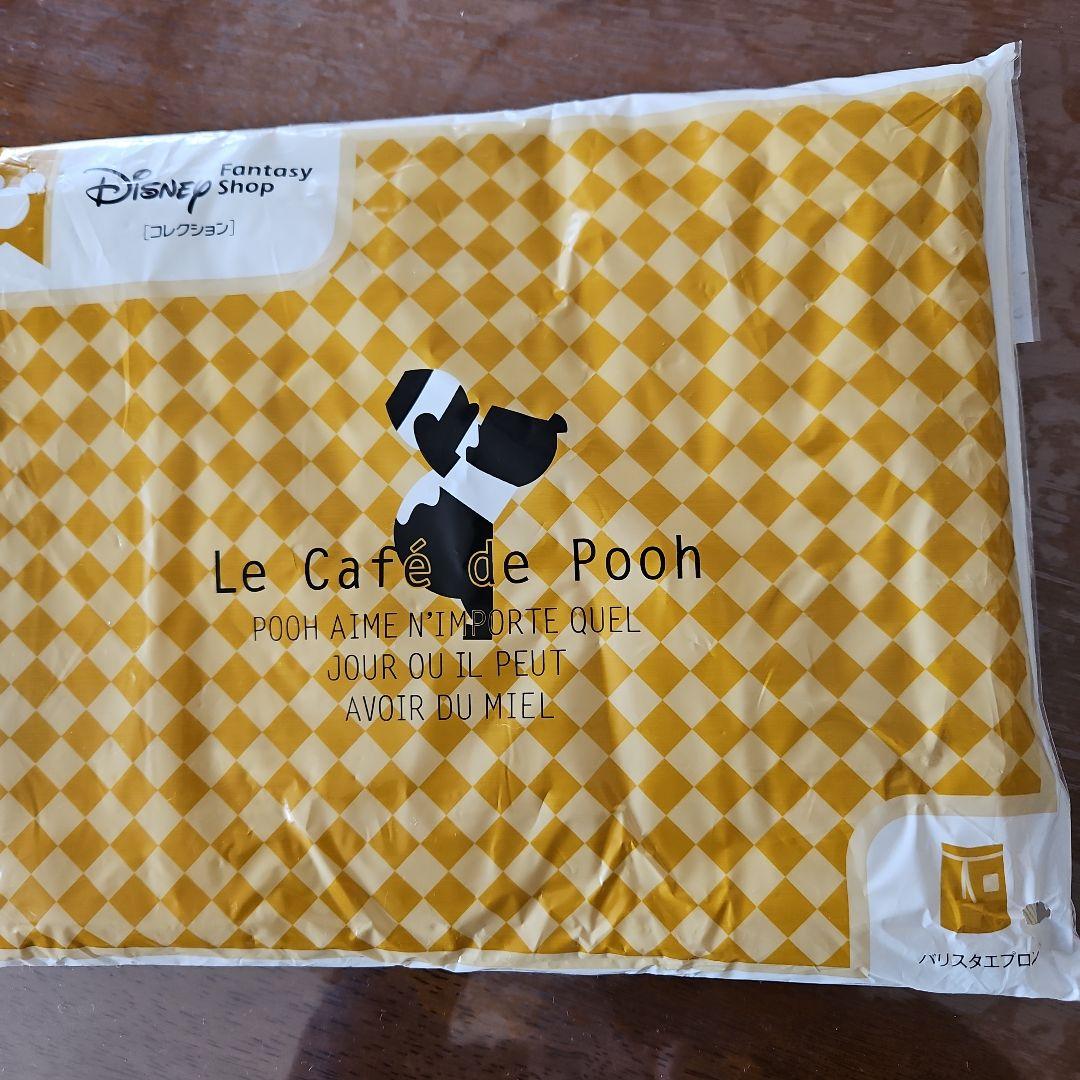 Disney Fantasy Shop
[コレクション]
Le Café de Pooh
POOH AIME N'IMPORTE QUEL
JOUR OU IL PEUT
AVOIR DU MIEL
バリスタエプロン